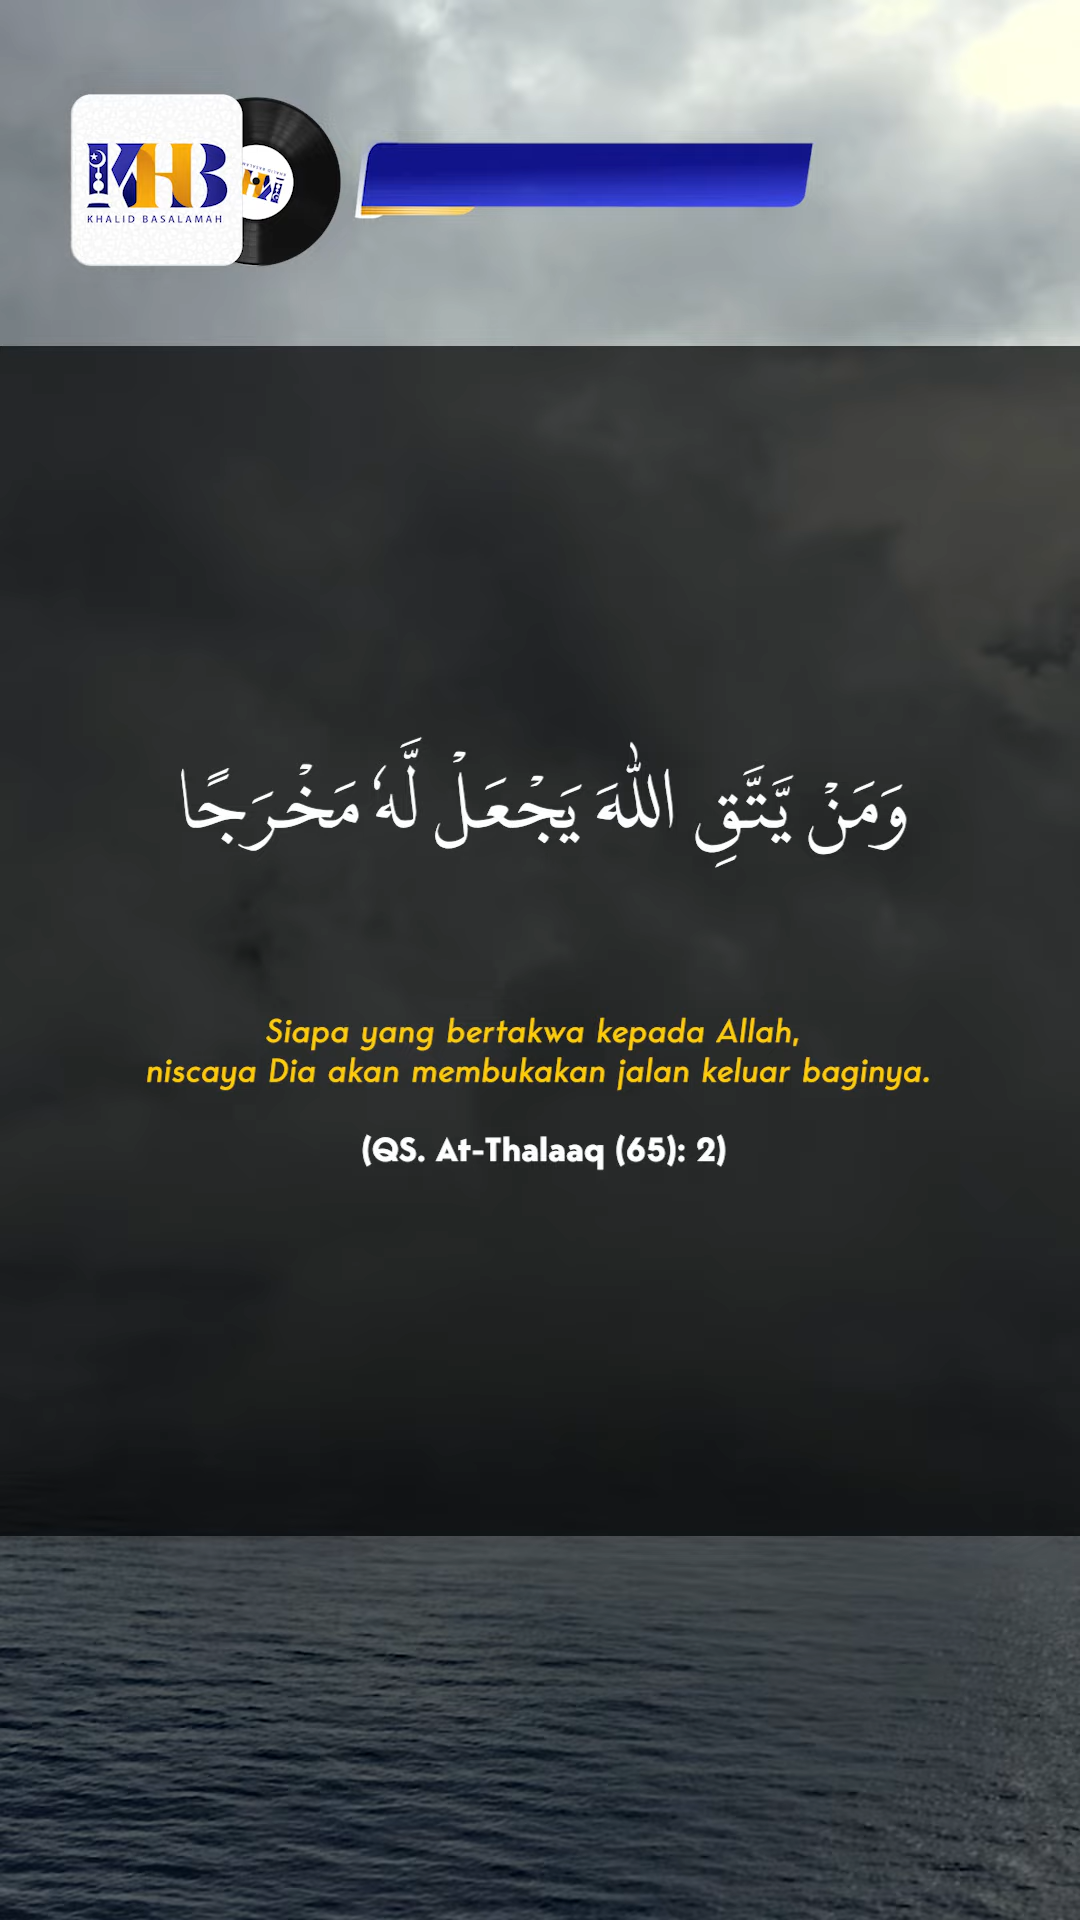 KHB
KHALID BASALAMAH
وَمَنْ يَّتَّقِ اللّٰهَ يَجْعَلْ لَّهٗ مَخْرَجًا
Siapa yang bertakwa kepada Allah,
niscaya Dia akan membukakan jalan keluar baginya.
(QS. At-Thalaaq (65): 2)